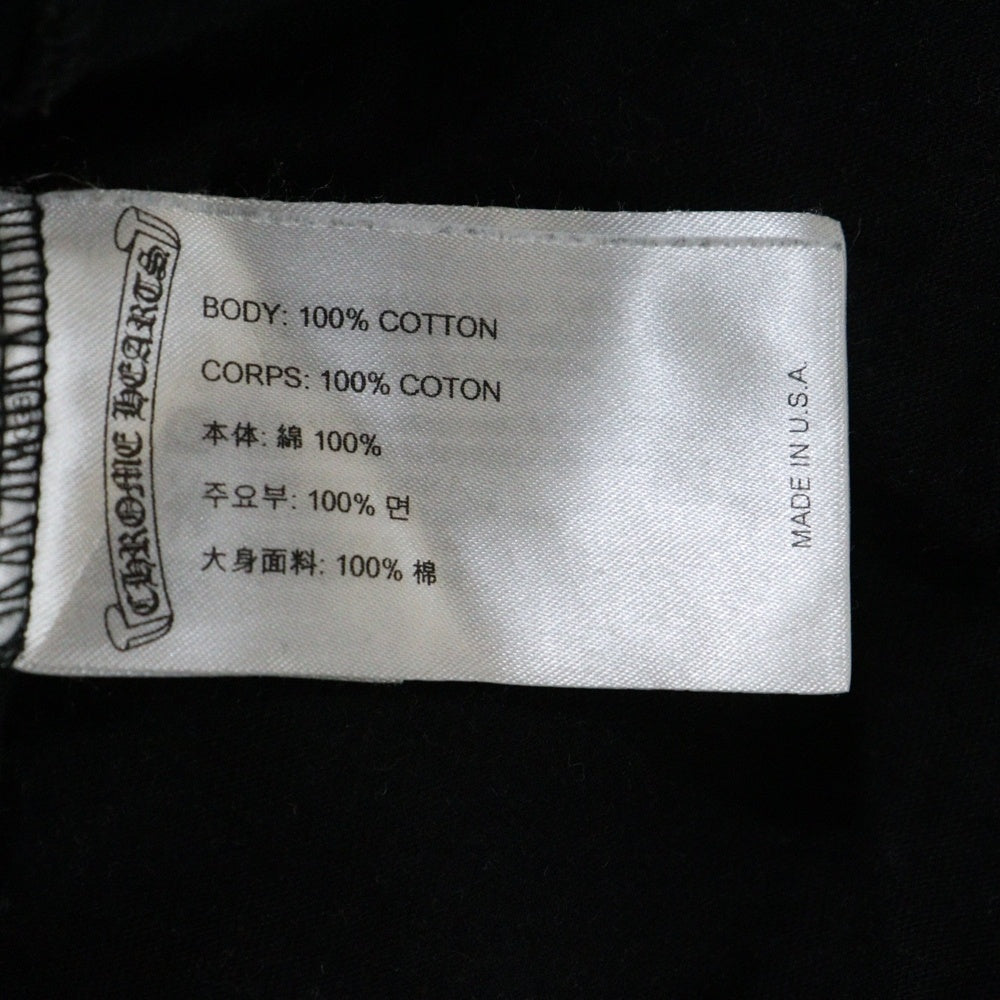 CHROME HEARTS
BODY: 100% COTTON
CORPS: 100% COTON
本体: 綿 100%
주요부: 100% 면
大身面料: 100% 棉
MADE IN U.S.A.